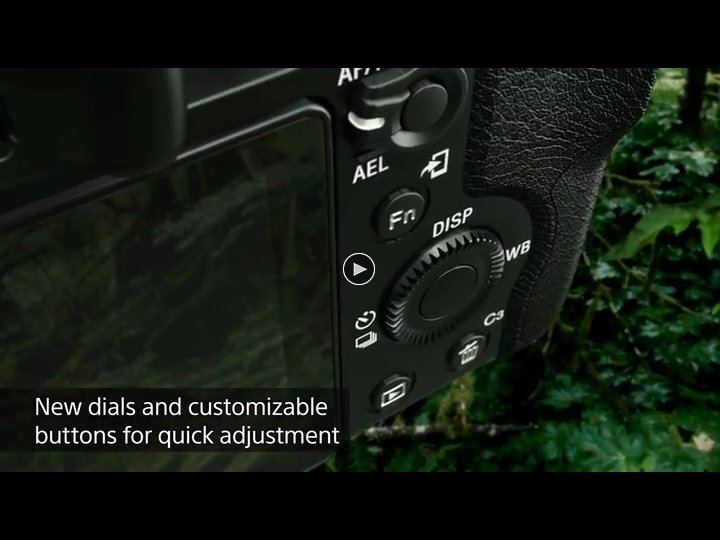 AEL
Fn
DISP
WB
C3
New dials and customizable
buttons for quick adjustment